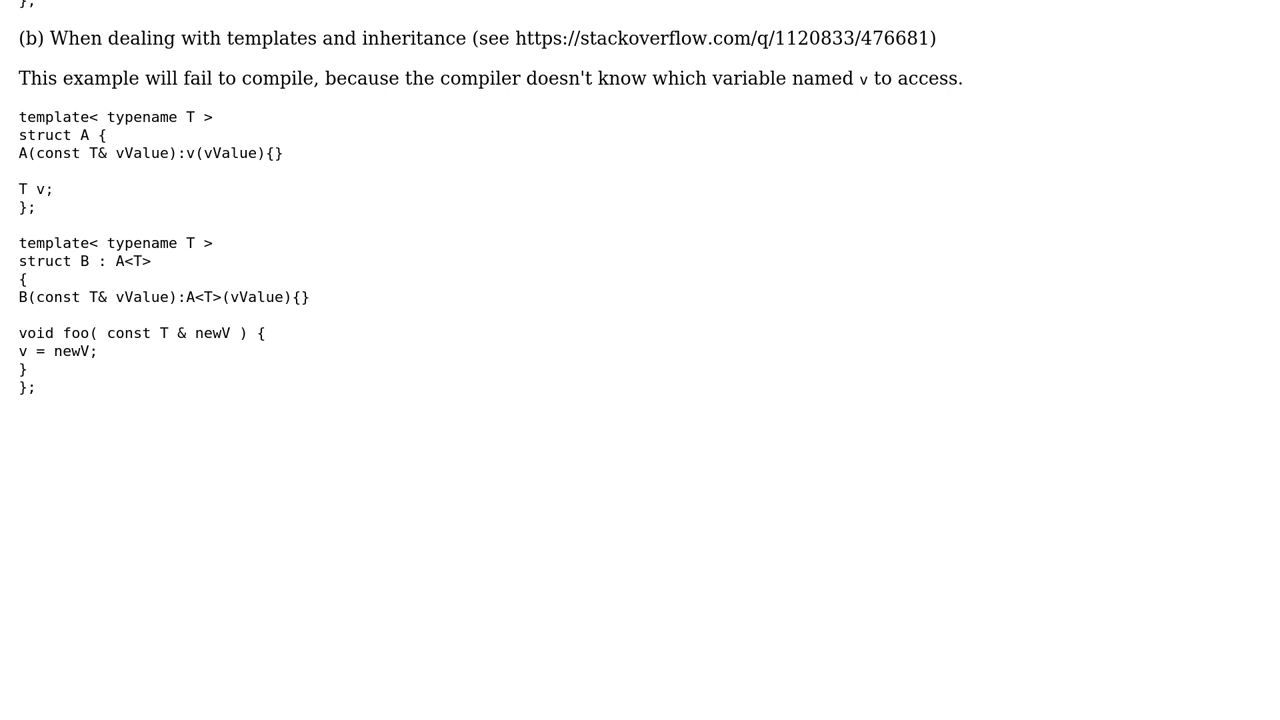 };
(b) When dealing with templates and inheritance (see https://stackoverflow.com/q/1120833/476681)
This example will fail to compile, because the compiler doesn't know which variable named v to access.
template< typename T >
struct A {
A(const T& vValue):v(vValue){}
T v;
};
template< typename T >
struct B : A<T>
{
B(const T& vValue):A<T>(vValue){}
void foo( const T & newV ) {
v = newV;
}
};